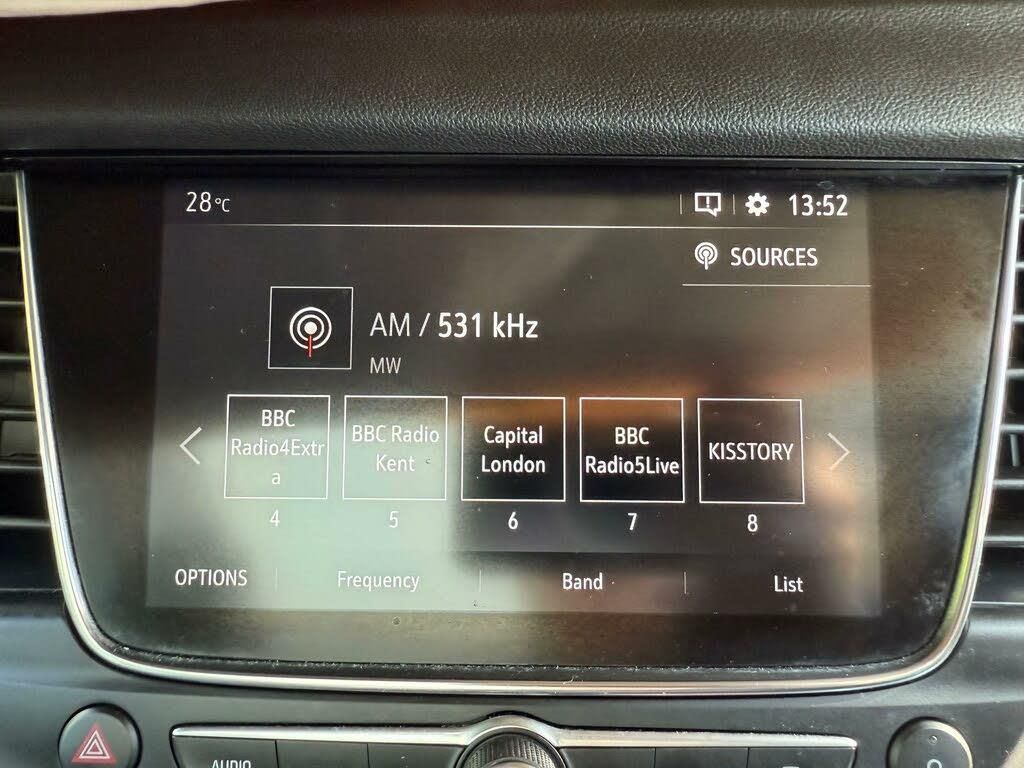 28°C
13:52
SOURCES
AM / 531 kHz
MW
BBC
Radio4Extr
a
BBC Radio
Kent
Capital
London
BBC
Radio5Live
KISSTORY
4 5 6 7 8
OPTIONS Frequency Band List
AUDIO